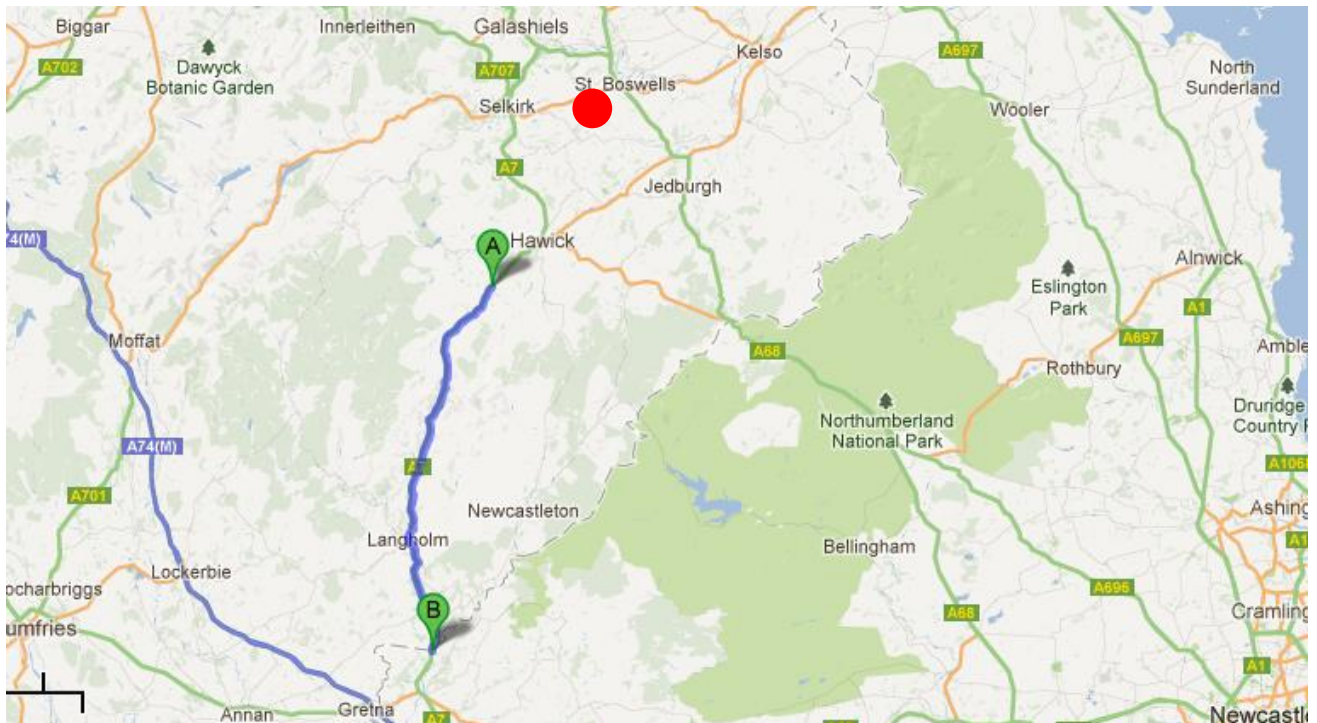 Biggar
Innerleithen
Galashiels
A697
Kelso
A702
Dawyck
Botanic Garden
A707
St. Boswells
North
Sunderland
Selkirk
Wooler
A7
Jedburgh
74(M)
A
Hawick
Alnwick
Eslington
Park
A1
Moffat
A68
A697
Amble
Rothbury
Northumberland
National Park
Druridge
Country
A74(M)
A7
A1068
A701
Newcastleton
Ashing
Langholm
Bellingham
A1
Lockerbie
ocharbriggs
A696
B
A68
Cramling
umfries
A1
Annan
Gretna
A7
Newcastle